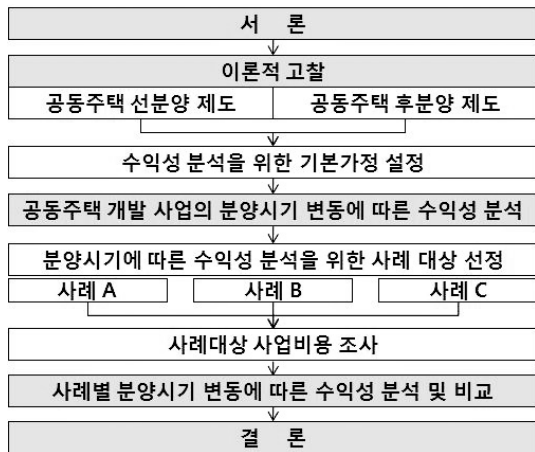 서 론
이론적 고찰
공동주택 선분양 제도 공동주택 후분양 제도
수익성 분석을 위한 기본가정 설정
공동주택 개발 사업의 분양시기 변동에 따른 수익성 분석
분양시기에 따른 수익성 분석을 위한 사례 대상 선정
사례 A 사례 B 사례 C
사례대상 사업비용 조사
사례별 분양시기 변동에 따른 수익성 분석 및 비교
결 론